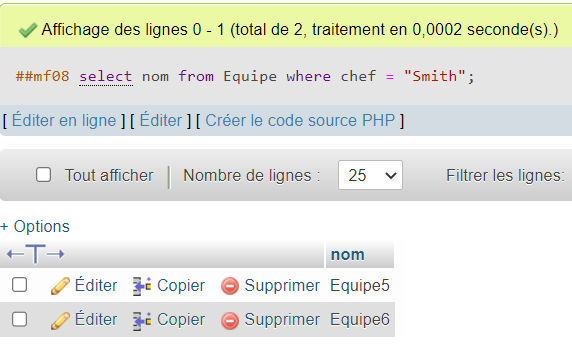 Affichage des lignes 0 - 1 (total de 2, traitement en 0,0002 seconde(s).)
##mf08 select nom from Equipe where chef = "Smith";
[ Éditer en ligne ] [ Éditer ] [ Créer le code source PHP ]
Tout afficher | Nombre de lignes : 25 Filtrer les lignes:
+ Options
←T→ nom
Éditer Copier Supprimer Equipe5
Éditer Copier Supprimer Equipe6